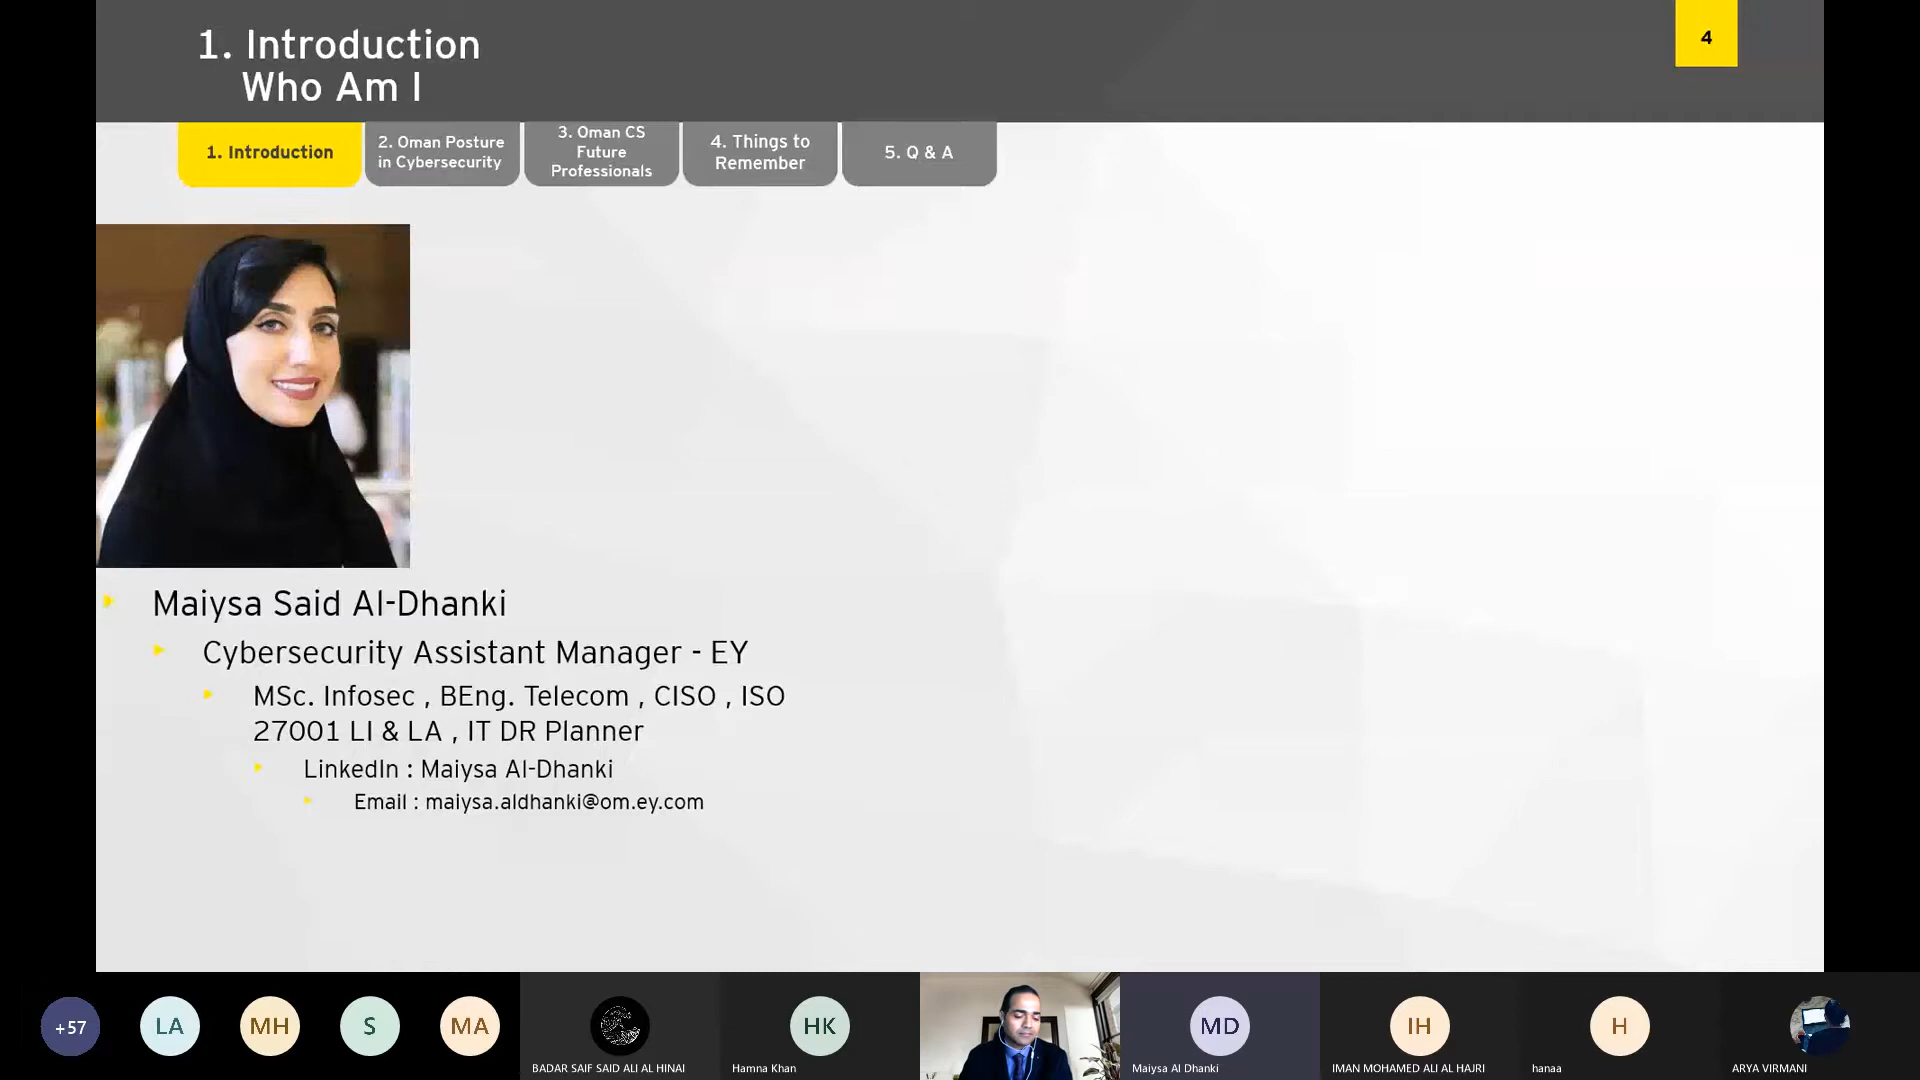 1. Introduction
Who Am I
4
1. Introduction
2. Oman Posture
in Cybersecurity
3. Oman CS
Future
Professionals
4. Things to
Remember
5. Q & A
Maiysa Said Al-Dhanki
Cybersecurity Assistant Manager - EY
MSc. Infosec , BEng. Telecom , CISO , ISO
27001 LI & LA , IT DR Planner
LinkedIn : Maiysa Al-Dhanki
Email : maiysa.aldhanki@om.ey.com
+57
LA
MH
S
MA
BADAR SAIF SAID ALI AL HINAI
HK
Hamna Khan
MD
Maiysa Al Dhanki
IH
IMAN MOHAMED ALI AL HAJRI
H
hanaa
ARYA VIRMANI